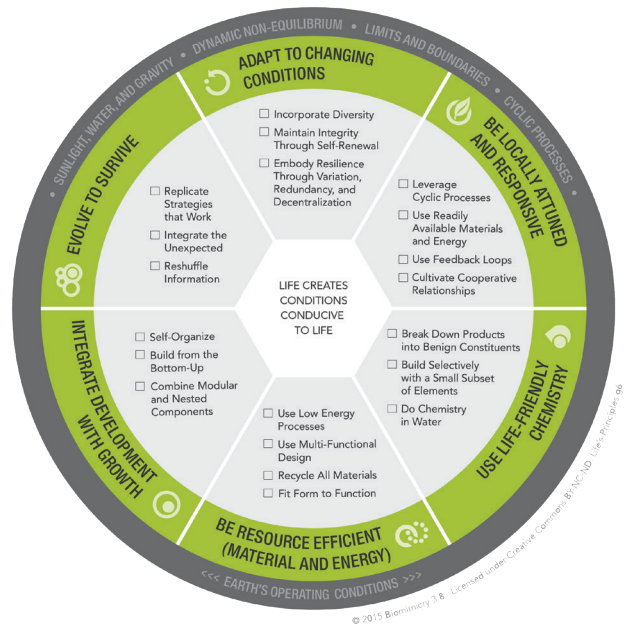 • SUNLIGHT, WATER, AND GRAVITY • DYNAMIC NON-EQUILIBRIUM • LIMITS AND BOUNDARIES • CYCLIC PROCESSES •
ADAPT TO CHANGING
CONDITIONS
☐ Incorporate Diversity
☐ Maintain Integrity
Through Self-Renewal
☐ Embody Resilience
Through Variation,
Redundancy, and
Decentralization
BE LOCALLY ATTUNED
AND RESPONSIVE
☐ Leverage
Cyclic Processes
☐ Use Readily
Available Materials
and Energy
☐ Use Feedback Loops
☐ Cultivate Cooperative
Relationships
USE LIFE-FRIENDLY
CHEMISTRY
☐ Break Down Products
into Benign Constituents
☐ Build Selectively
with a Small Subset
of Elements
☐ Do Chemistry
in Water
BE RESOURCE EFFICIENT
(MATERIAL AND ENERGY)
☐ Use Low Energy
Processes
☐ Use Multi-Functional
Design
☐ Recycle All Materials
☐ Fit Form to Function
INTEGRATE DEVELOPMENT
WITH GROWTH
☐ Self-Organize
☐ Build from the
Bottom-Up
☐ Combine Modular
and Nested
Components
EVOLVE TO SURVIVE
☐ Replicate
Strategies
that Work
☐ Integrate the
Unexpected
☐ Reshuffle
Information
LIFE CREATES
CONDITIONS
CONDUCIVE
TO LIFE
<<< EARTH'S OPERATING CONDITIONS >>>
© 2015 Biomimicry 3.8. Licensed under Creative Commons BY-NC-ND. Life's Principles g6